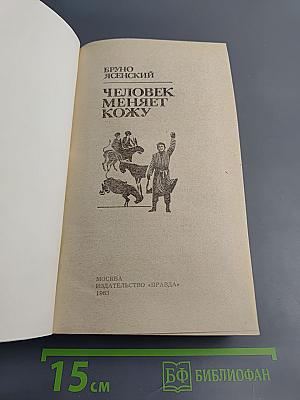 БРУНО
ЯСЕНСКИЙ
ЧЕЛОВЕК
МЕНЯЕТ
КОЖУ
МОСКВА
ИЗДАТЕЛЬСТВО «ПРАВДА»
1983
15 см
БФ БИБЛИОФАН